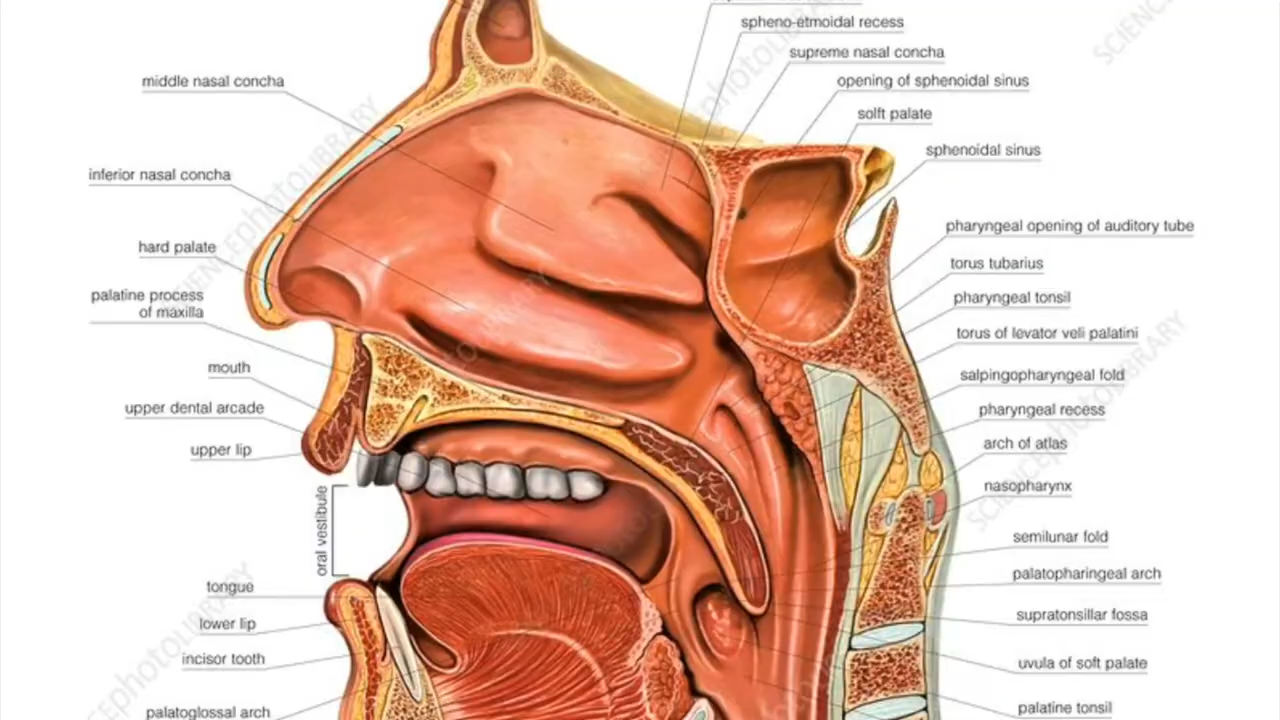 spheno-etmoidal recess
supreme nasal concha
opening of sphenoidal sinus
solft palate
sphenoidal sinus
pharyngeal opening of auditory tube
torus tubarius
pharyngeal tonsil
torus of levator veli palatini
salpingopharyngeal fold
pharyngeal recess
arch of atlas
nasopharynx
semilunar fold
palatopharingeal arch
supratonsillar fossa
uvula of soft palate
palatine tonsil
middle nasal concha
inferior nasal concha
hard palate
palatine process
of maxilla
mouth
upper dental arcade
upper lip
oral vestibule
tongue
lower lip
incisor tooth
palatoglossal arch
SCIENCEphotOLIBRARY